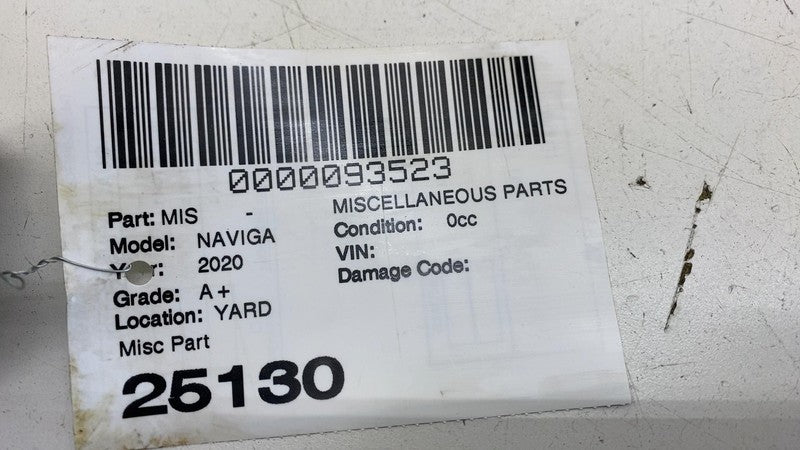 0000093523
Part: MIS - MISCELLANEOUS PARTS
Model: NAVIGA Condition: 0cc
Year: 2020 VIN:
Grade: A+ Damage Code:
Location: YARD
Misc Part
25130